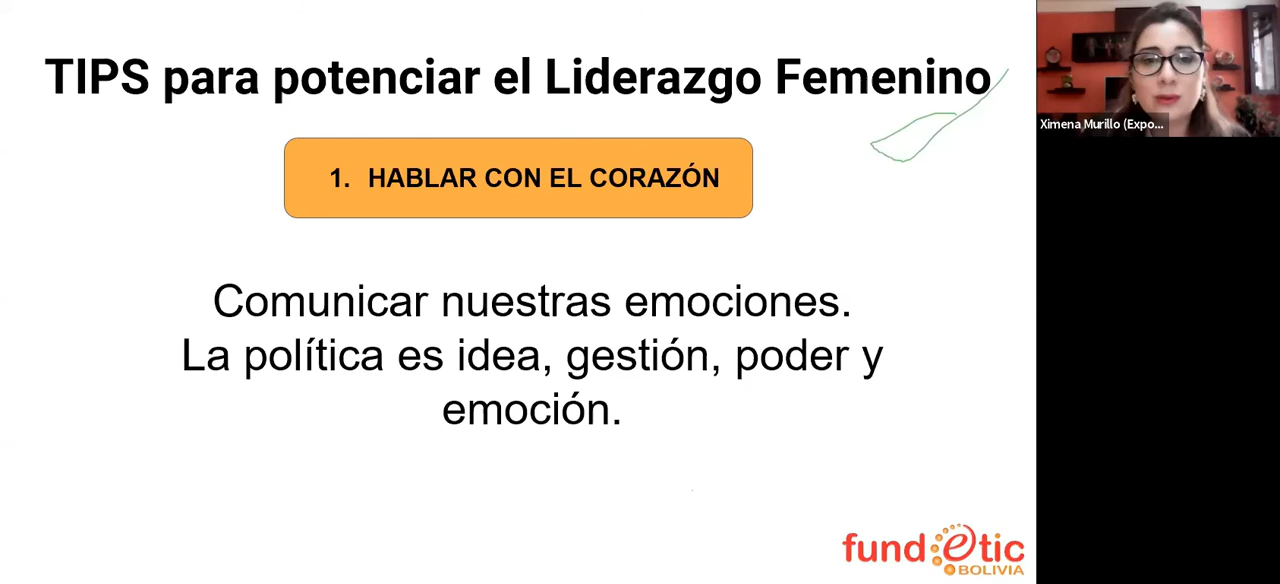 TIPS para potenciar el Liderazgo Femenino
1. HABLAR CON EL CORAZÓN
Comunicar nuestras emociones.
La política es idea, gestión, poder y
emoción.
fundetic
BOLIVIA
Ximena Murillo (Expo...